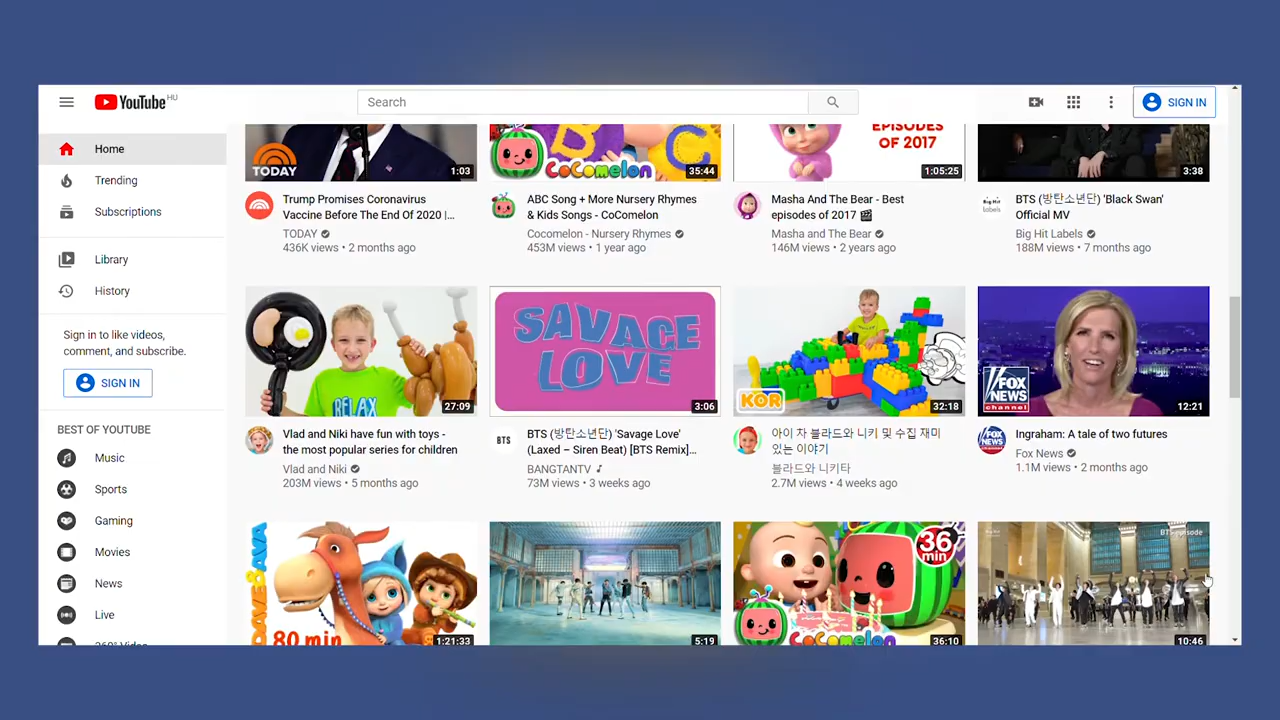 YouTube HU
Search
SIGN IN
Home
Trending
Subscriptions
Library
History
Sign in to like videos,
comment, and subscribe.
SIGN IN
BEST OF YOUTUBE
Music
Sports
Gaming
Movies
News
Live
TODAY
1:03
B
C
CoComelon
35:44
EPISODES
OF 2017
1:05:25
3:38
Trump Promises Coronavirus
Vaccine Before The End Of 2020 |...
TODAY
436K views • 2 months ago
ABC Song + More Nursery Rhymes
& Kids Songs - CoComelon
Cocomelon - Nursery Rhymes
453M views • 1 year ago
Masha And The Bear - Best
episodes of 2017 🎬
Masha and The Bear
146M views • 2 years ago
Big Hit
Labels
BTS (방탄소년단) 'Black Swan'
Official MV
Big Hit Labels
188M views • 7 months ago
RELAX
27:09
SAVAGE
LOVE
3:06
KOR
32:18
FOX
NEWS
channel
12:21
Vlad and Niki have fun with toys -
the most popular series for children
Vlad and Niki
203M views • 5 months ago
BTS
BTS (방탄소년단) 'Savage Love'
(Laxed – Siren Beat) [BTS Remix]...
BANGTANTV ♪
73M views • 3 weeks ago
아이 차 블라드와 니키 및 수집 재미
있는 이야기
블라드와 니키타
2.7M views • 4 weeks ago
FOX
NEWS
Ingraham: A tale of two futures
Fox News
1.1M views • 2 months ago
DAVE AVA
80 min
1:21:33
5:19
36
min
CoComelon
36:10
BTS episode
10:46